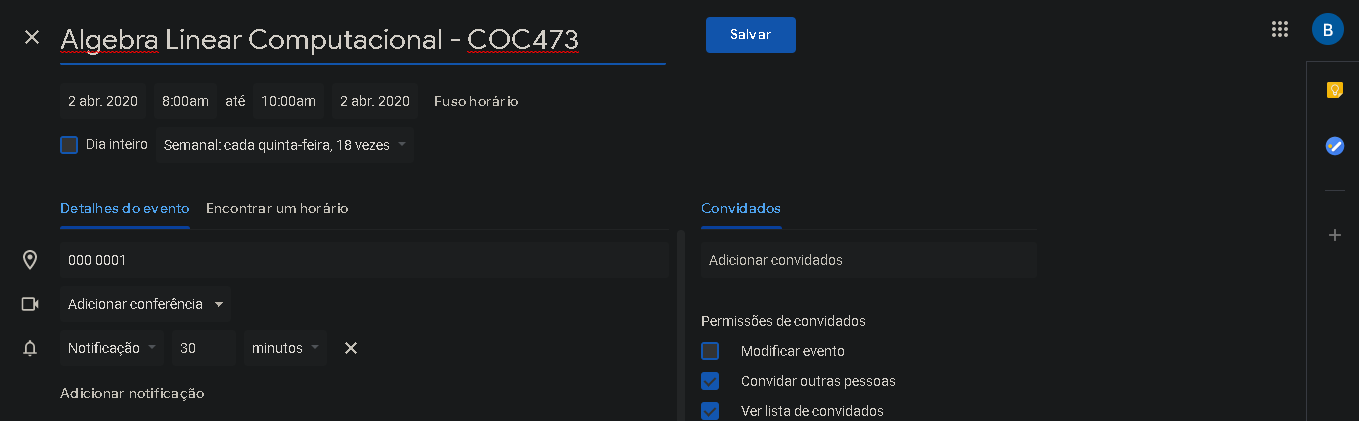 Algebra Linear Computacional - COC473
Salvar
B
2 abr. 2020 8:00am até 10:00am 2 abr. 2020 Fuso horário
Dia inteiro Semanal: cada quinta-feira, 18 vezes
Detalhes do evento Encontrar um horário
Convidados
000 0001
Adicionar convidados
Adicionar conferência
Notificação 30 minutos
Adicionar notificação
Permissões de convidados
Modificar evento
Convidar outras pessoas
Ver lista de convidados